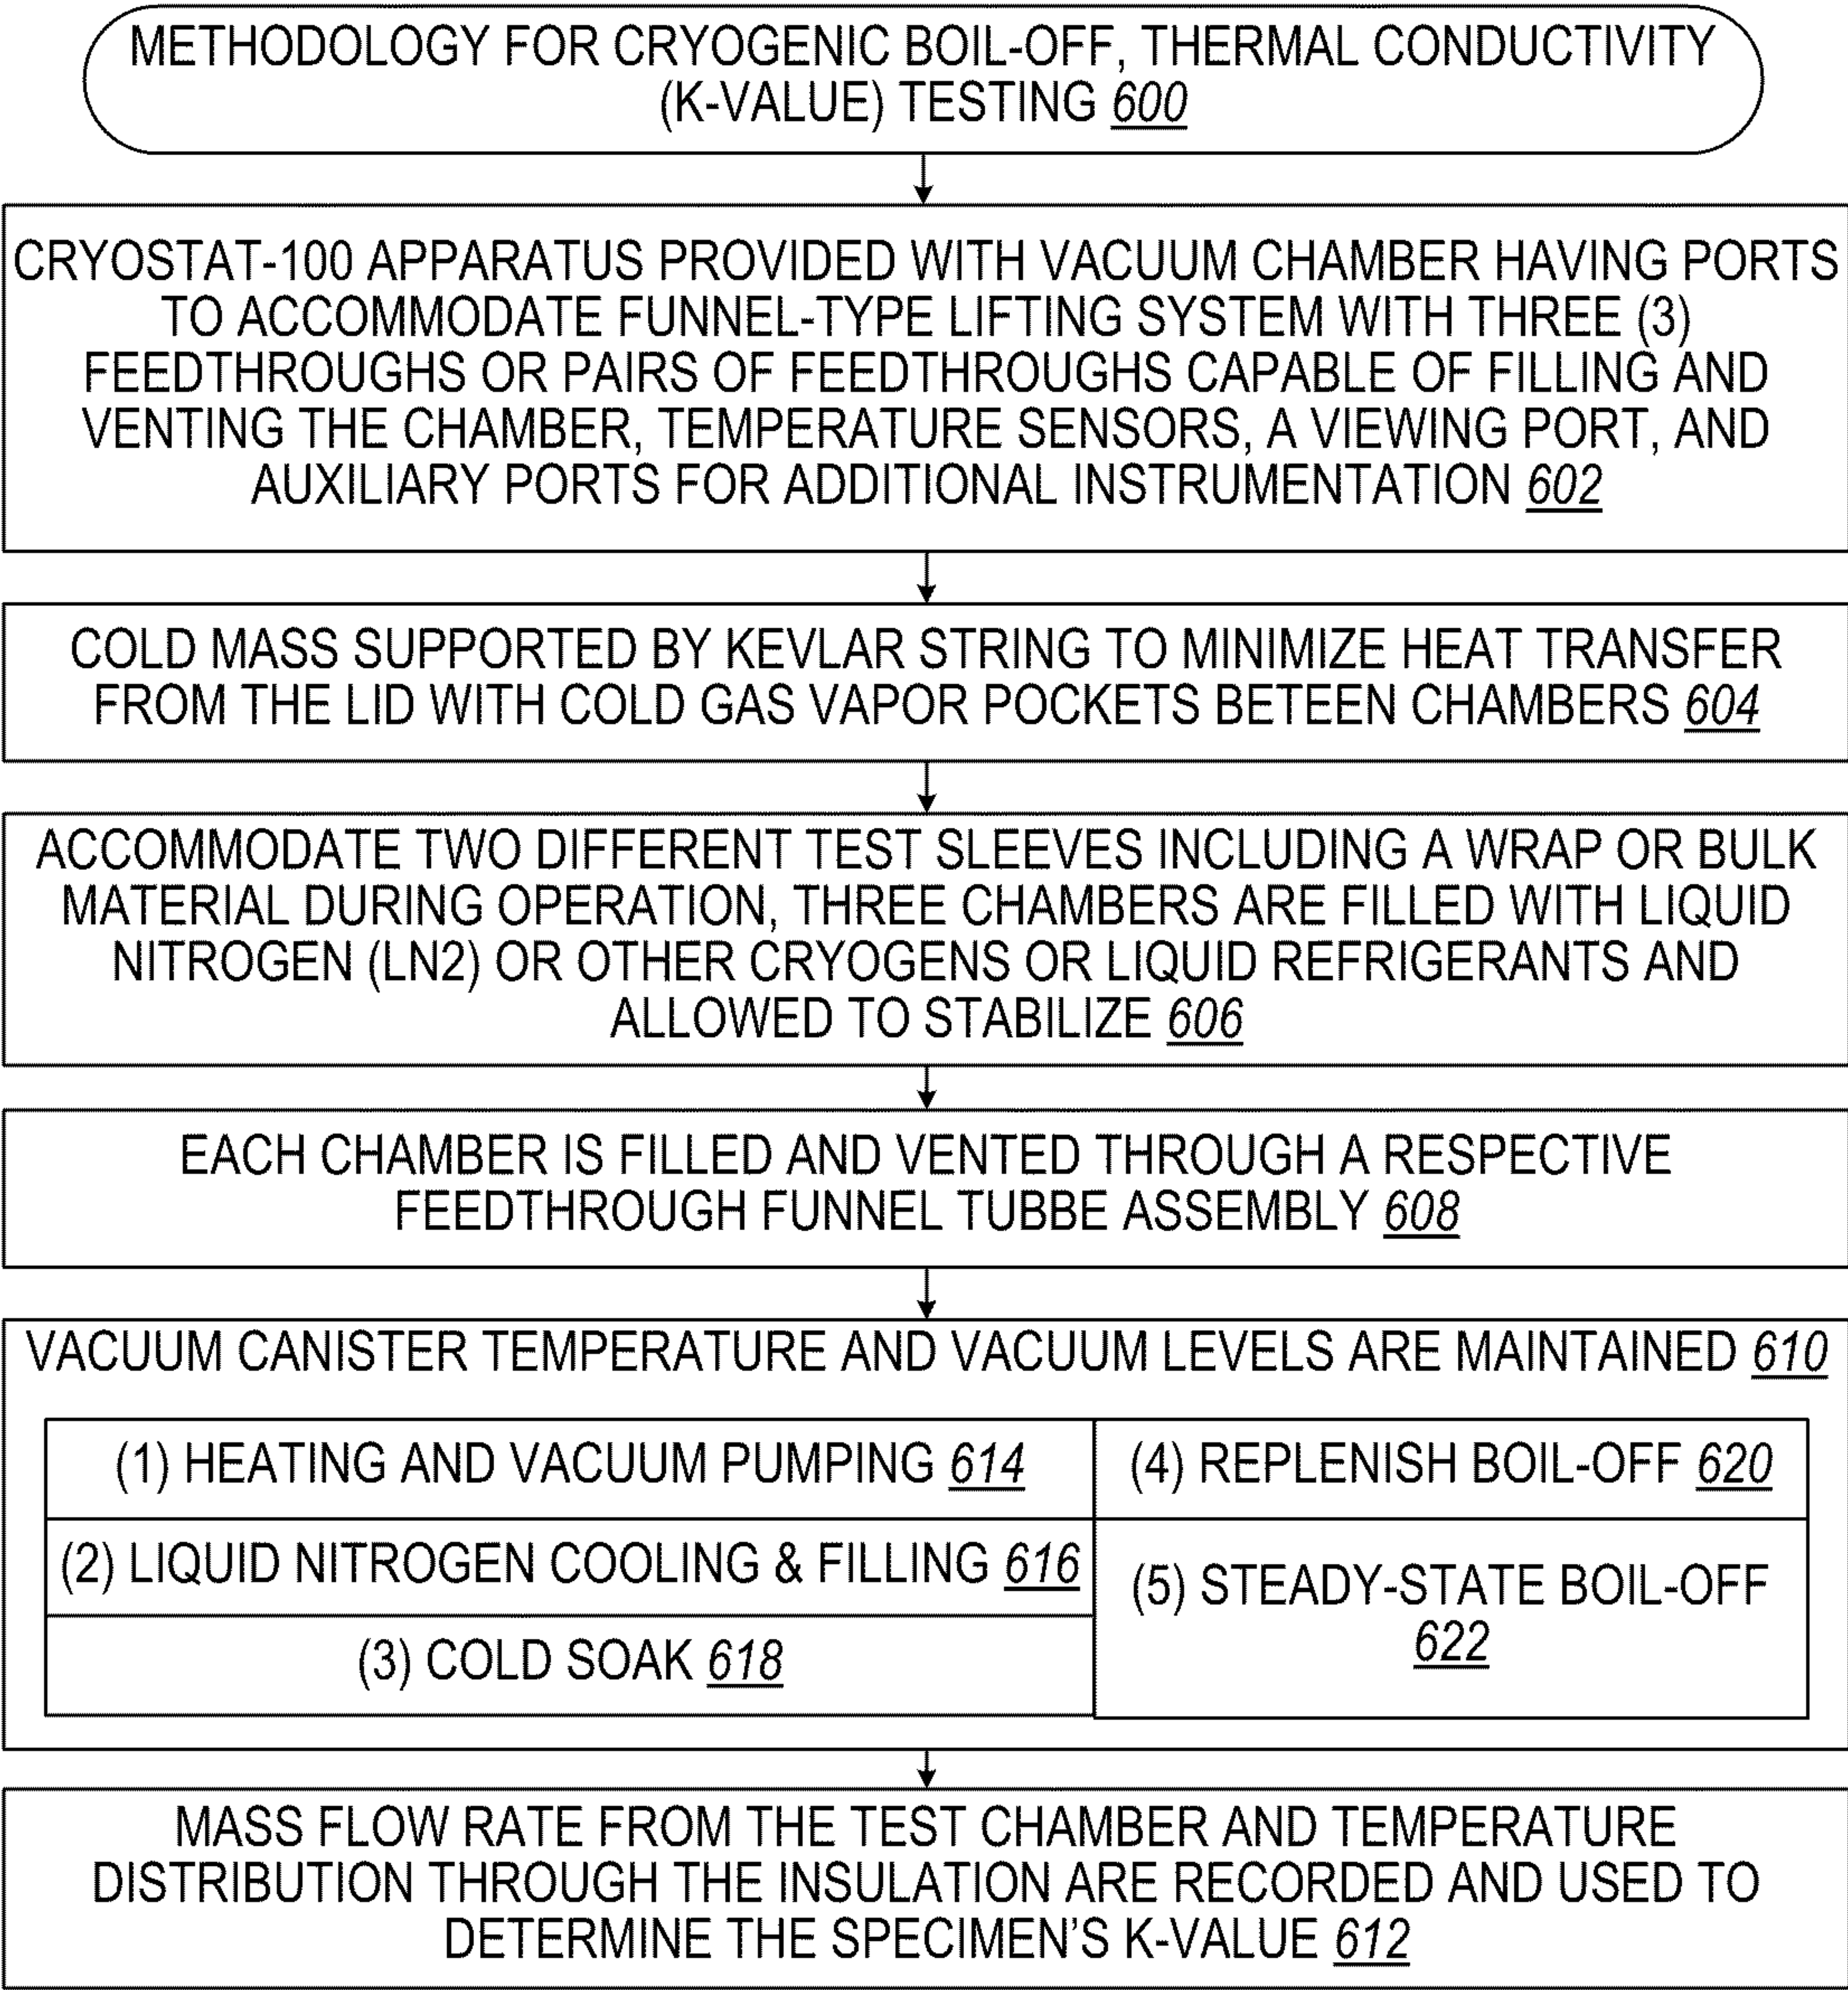 METHODOLOGY FOR CRYOGENIC BOIL-OFF, THERMAL CONDUCTIVITY
(K-VALUE) TESTING 600
CRYOSTAT-100 APPARATUS PROVIDED WITH VACUUM CHAMBER HAVING PORTS
TO ACCOMMODATE FUNNEL-TYPE LIFTING SYSTEM WITH THREE (3)
FEEDTHROUGHS OR PAIRS OF FEEDTHROUGHS CAPABLE OF FILLING AND
VENTING THE CHAMBER, TEMPERATURE SENSORS, A VIEWING PORT, AND
AUXILIARY PORTS FOR ADDITIONAL INSTRUMENTATION 602
COLD MASS SUPPORTED BY KEVLAR STRING TO MINIMIZE HEAT TRANSFER
FROM THE LID WITH COLD GAS VAPOR POCKETS BETEEN CHAMBERS 604
ACCOMMODATE TWO DIFFERENT TEST SLEEVES INCLUDING A WRAP OR BULK
MATERIAL DURING OPERATION, THREE CHAMBERS ARE FILLED WITH LIQUID
NITROGEN (LN2) OR OTHER CRYOGENS OR LIQUID REFRIGERANTS AND
ALLOWED TO STABILIZE 606
EACH CHAMBER IS FILLED AND VENTED THROUGH A RESPECTIVE
FEEDTHROUGH FUNNEL TUBBE ASSEMBLY 608
VACUUM CANISTER TEMPERATURE AND VACUUM LEVELS ARE MAINTAINED 610
(1) HEATING AND VACUUM PUMPING 614
(2) LIQUID NITROGEN COOLING & FILLING 616
(3) COLD SOAK 618
(4) REPLENISH BOIL-OFF 620
(5) STEADY-STATE BOIL-OFF
622
MASS FLOW RATE FROM THE TEST CHAMBER AND TEMPERATURE
DISTRIBUTION THROUGH THE INSULATION ARE RECORDED AND USED TO
DETERMINE THE SPECIMEN'S K-VALUE 612